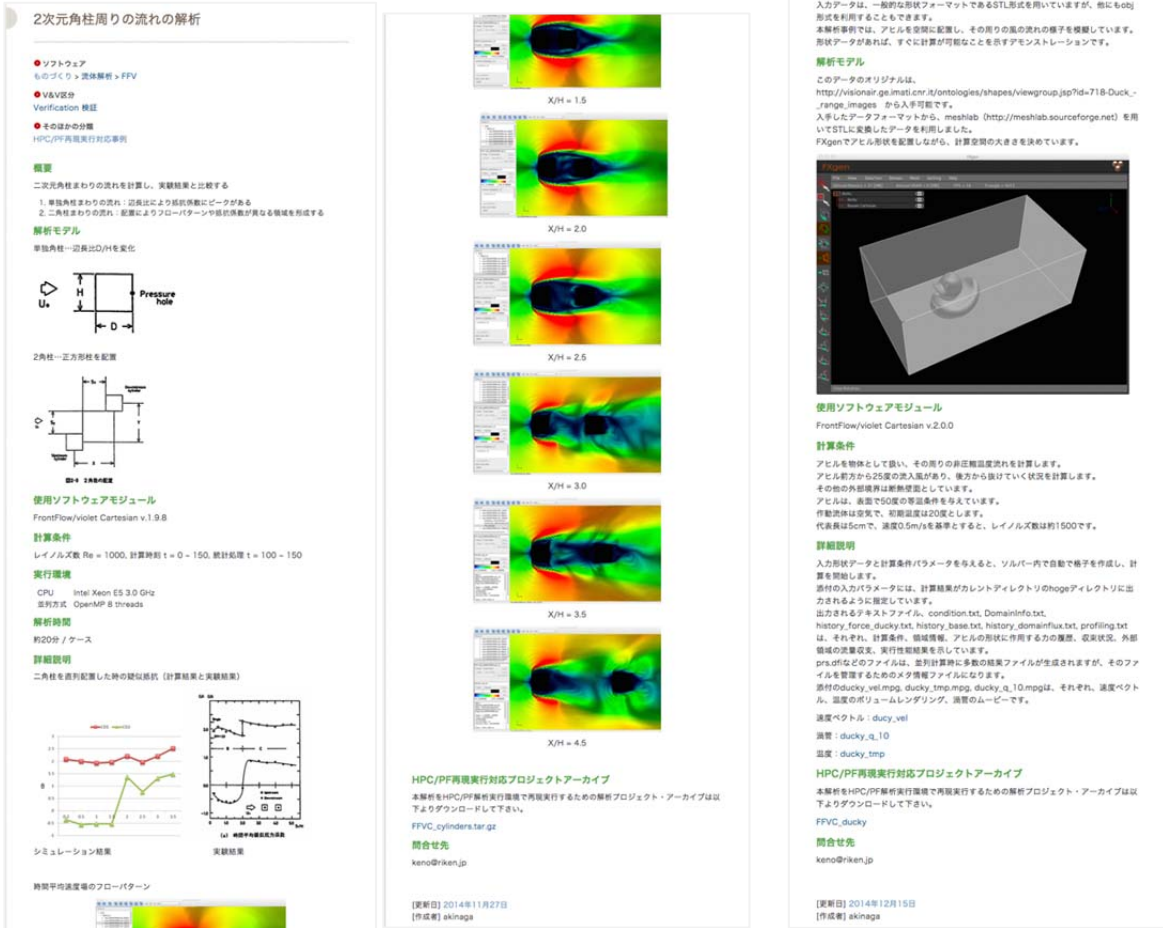 2次元角柱周りの流れの解析
ソフトウェア
ものづくり > 流体解析 > FFV
V&V区分
Verification 検証
そのほかの分類
HPC/PF再現実行対応事例
概要
二次元角柱まわりの流れを計算し、実験結果と比較する
1. 単独角柱まわりの流れ：辺長比により抵抗係数にピークがある
2. 二角柱まわりの流れ：配置によりフローパターンや抵抗係数が異なる領域を形成する
解析モデル
単独角柱…辺長比D/Hを変化
H
U₀
Pressure
hole
D
2角柱…正方形柱を配置
図2-9 2角柱の配置
使用ソフトウェアモジュール
FrontFlow/violet Cartesian v.1.9.8
計算条件
レイノルズ数 Re = 1000, 計算時刻 t = 0 – 150, 統計処理 t = 100 – 150
実行環境
CPU Intel Xeon E5 3.0 GHz
並列方式 OpenMP 8 threads
解析時間
約20分 / ケース
詳細説明
二角柱を直列配置した時の疑似抵抗（計算結果と実験結果）
(a) 時間平均抵抗圧力係数
シミュレーション結果
実験結果
時間平均速度場のフローパターン
X/H = 1.5
X/H = 2.0
X/H = 2.5
X/H = 3.0
X/H = 3.5
X/H = 4.5
HPC/PF再現実行対応プロジェクトアーカイブ
本解析をHPC/PF解析実行環境で再現実行するための解析プロジェクト・アーカイブは以
下よりダウンロードして下さい。
FFVC_cylinders.tar.gz
問合せ先
keno@riken.jp
[更新日] 2014年11月27日
[作成者] akinaga
入力データは、一般的な形状フォーマットであるSTL形式を用いていますが、他にもobj
形式を利用することもできます。
本解析事例では、アヒルを空間に配置し、その周りの風の流れの様子を模擬しています。
形状データがあれば、すぐに計算が可能なことを示すデモンストレーションです。
解析モデル
このデータのオリジナルは、
http://visionair.ge.imati.cnr.it/ontologies/shapes/viewgroup.jsp?id=718-Duck_-
_range_images から入手可能です。
入手したデータフォーマットから、meshlab（http://meshlab.sourceforge.net）を用
いてSTLに変換したデータを利用しました。
FXgenでアヒル形状を配置しながら、計算空間の大きさを決めています。
FXgen
使用ソフトウェアモジュール
FrontFlow/violet Cartesian v.2.0.0
計算条件
アヒルを物体として扱い、その周りの非圧縮温度流れを計算します。
アヒル前方から25度の流入風があり、後方から抜けていく状況を計算します。
その他の外部境界は断熱壁面としています。
アヒルは、表面で50度の等温条件を与えています。
作動流体は空気で、初期温度は20度とします。
代表長は5cmで、速度0.5m/sを基準とすると、レイノルズ数は約1500です。
詳細説明
入力形状データと計算条件パラメータを与えると、ソルバー内で自動で格子を作成し、計
算を開始します。
添付の入力パラメータには、計算結果がカレントディレクトリのhogeディレクトリに出
力されるように指定しています。
出力されるテキストファイル、condition.txt, DomainInfo.txt,
history_force_ducky.txt, history_base.txt, history_domainflux.txt, profiling.txt
は、それぞれ、計算条件、領域情報、アヒルの形状に作用する力の履歴、収束状況、外部
領域の流量収支、実行性能結果を示しています。
prs.dfiなどのファイルは、並列計算時に多数の結果ファイルが生成されますが、そのファ
イルを管理するためのメタ情報ファイルになります。
添付のducky_vel.mpg, ducky_tmp.mpg, ducky_q_10.mpgは、それぞれ、速度ベクト
ル、温度のボリュームレンダリング、渦管のムービーです。
速度ベクトル：ducy_vel
渦管：ducky_q_10
温度：ducky_tmp
HPC/PF再現実行対応プロジェクトアーカイブ
本解析をHPC/PF解析実行環境で再現実行するための解析プロジェクト・アーカイブは以
下よりダウンロードして下さい。
FFVC_ducky
問合せ先
keno@riken.jp
[更新日] 2014年12月15日
[作成者] akinaga